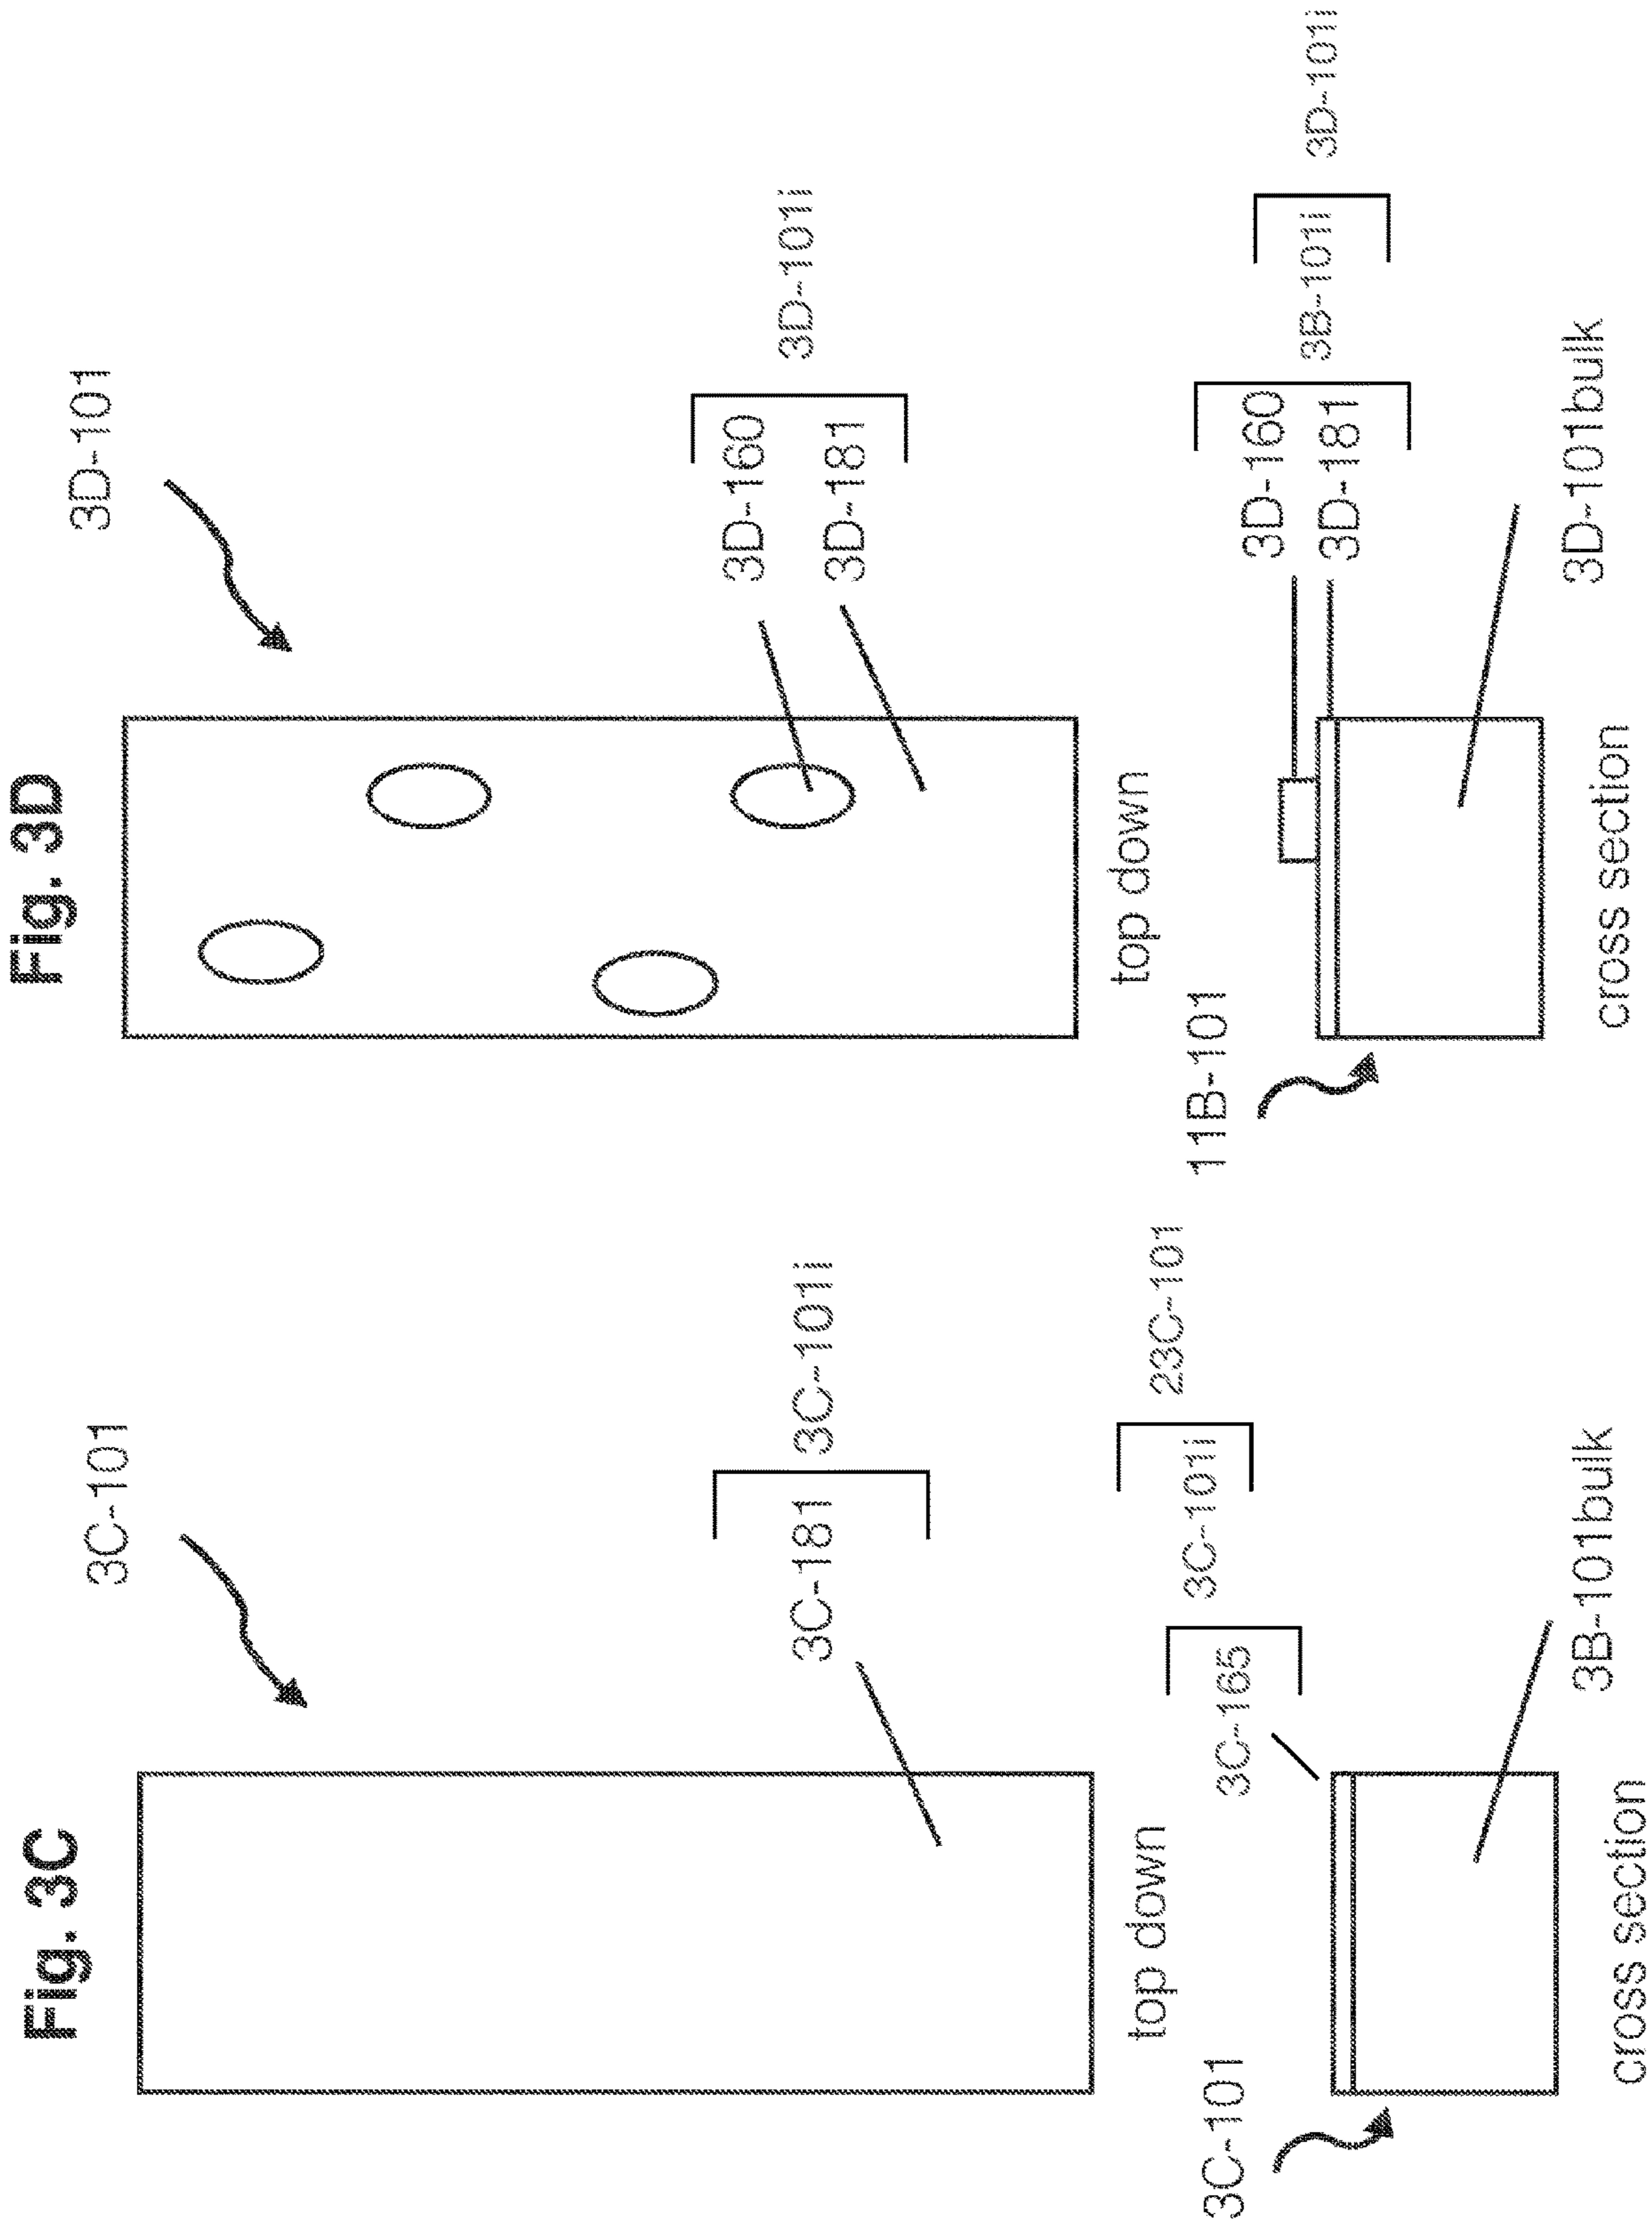 Fig. 3C
3C-101
3C-181
3C-101i
top down
23C-101
3C-101i
3C-165
3C-101
3B-101bulk
cross section
Fig. 3D
3D-101
3D-160
3D-181
3D-101i
top down
11B-101
3D-160
3D-181
3B-101i
3D-101i
3D-101bulk
cross section